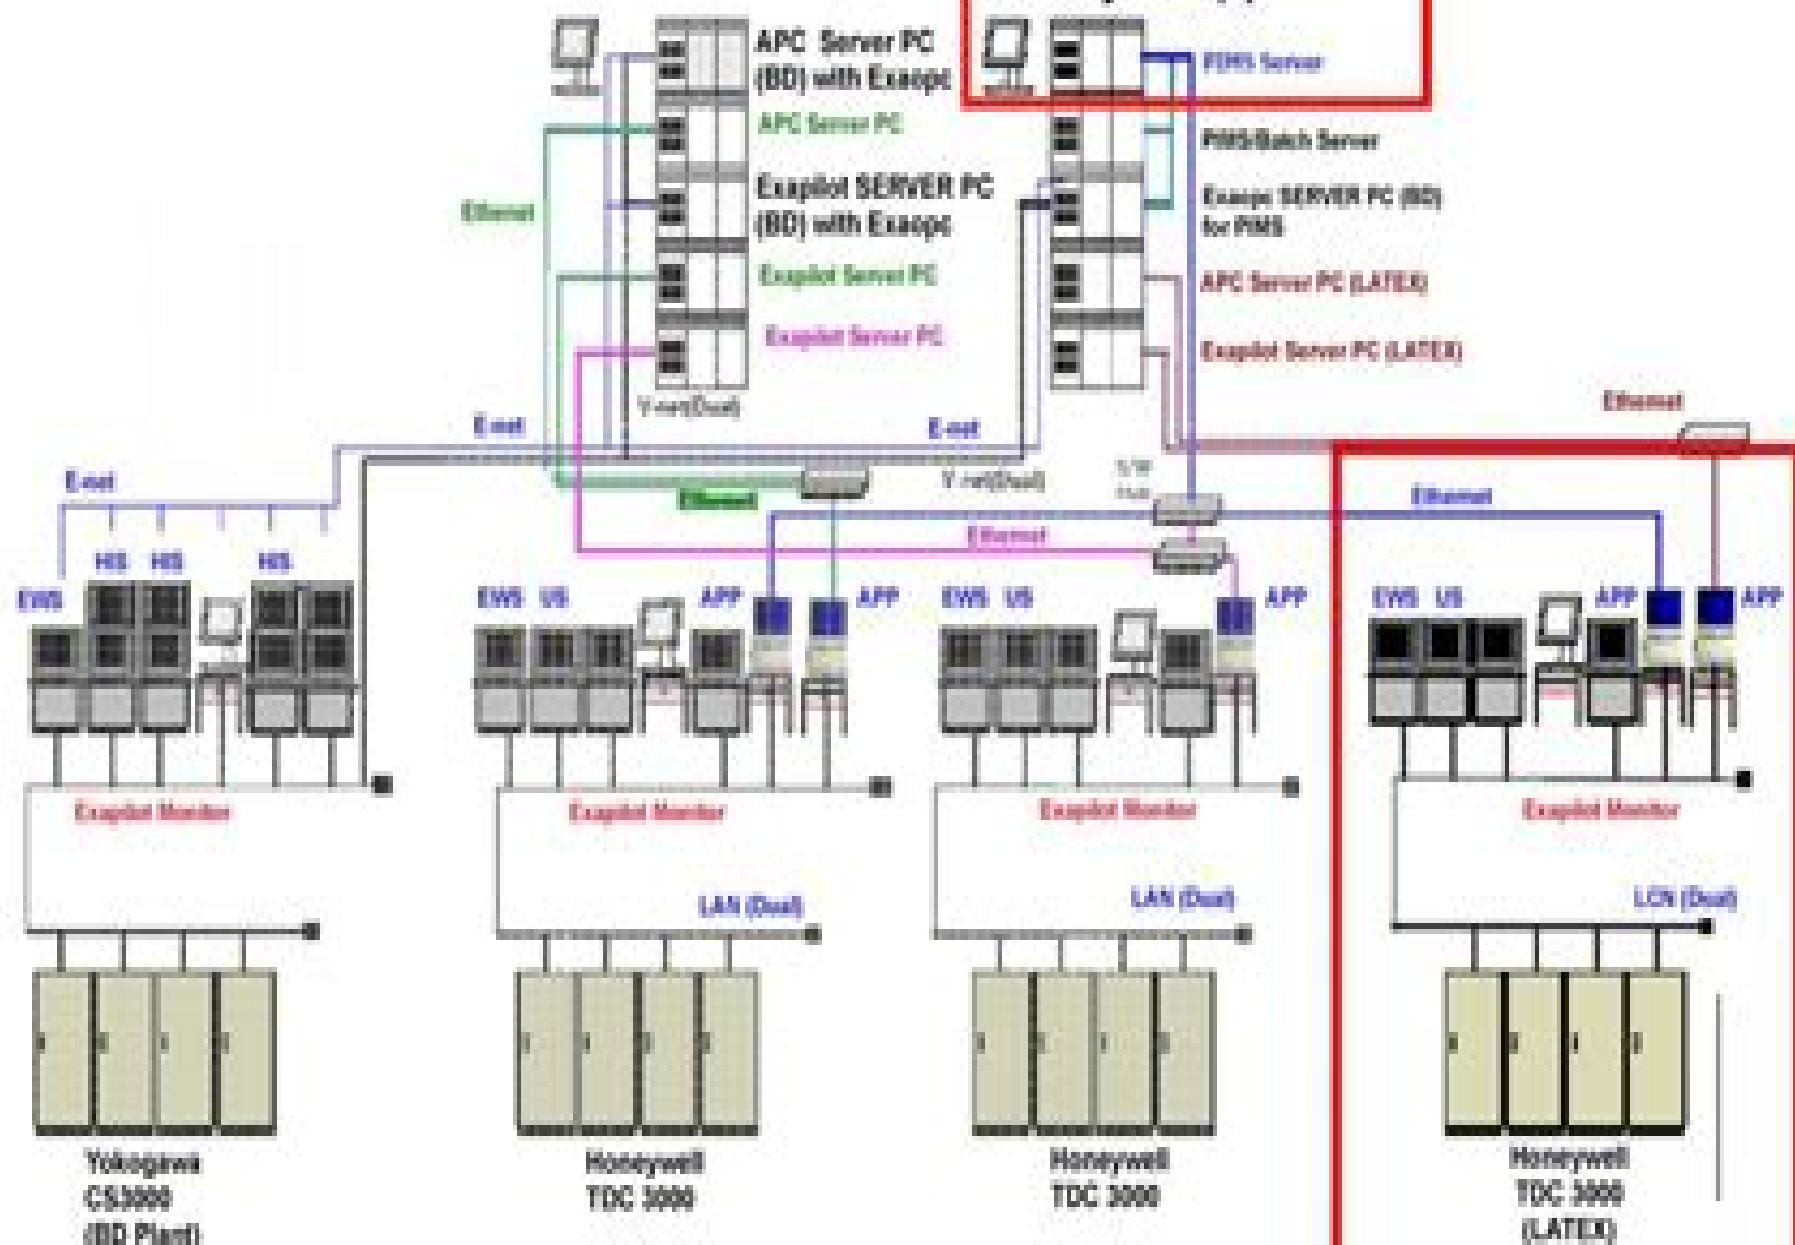 APC Server PC
(BD) with Exaopc
APC Server PC
Exapilot SERVER PC
(BD) with Exaopc
Exapilot Server PC
Exapilot Server PC
V-net(Dual)
PIMS Server
PIMS/Batch Server
Exaopc SERVER PC (BD)
for PIMS
APC Server PC (LATEX)
Exapilot Server PC (LATEX)
Ethernet
Ethernet
E-net
E-net
E-net
V-net(Dual)
Ethernet
Ethernet
Ethernet
HIS HIS HIS
EWS
EWS US APP APP
EWS US APP
EWS US APP APP
Exapilot Monitor
Exapilot Monitor
Exapilot Monitor
Exapilot Monitor
LAN (Dual)
LAN (Dual)
LCN (Dual)
Yokogawa
CS3000
(BD Plant)
Honeywell
TDC 3000
Honeywell
TDC 3000
Honeywell
TDC 3000
(LATEX)